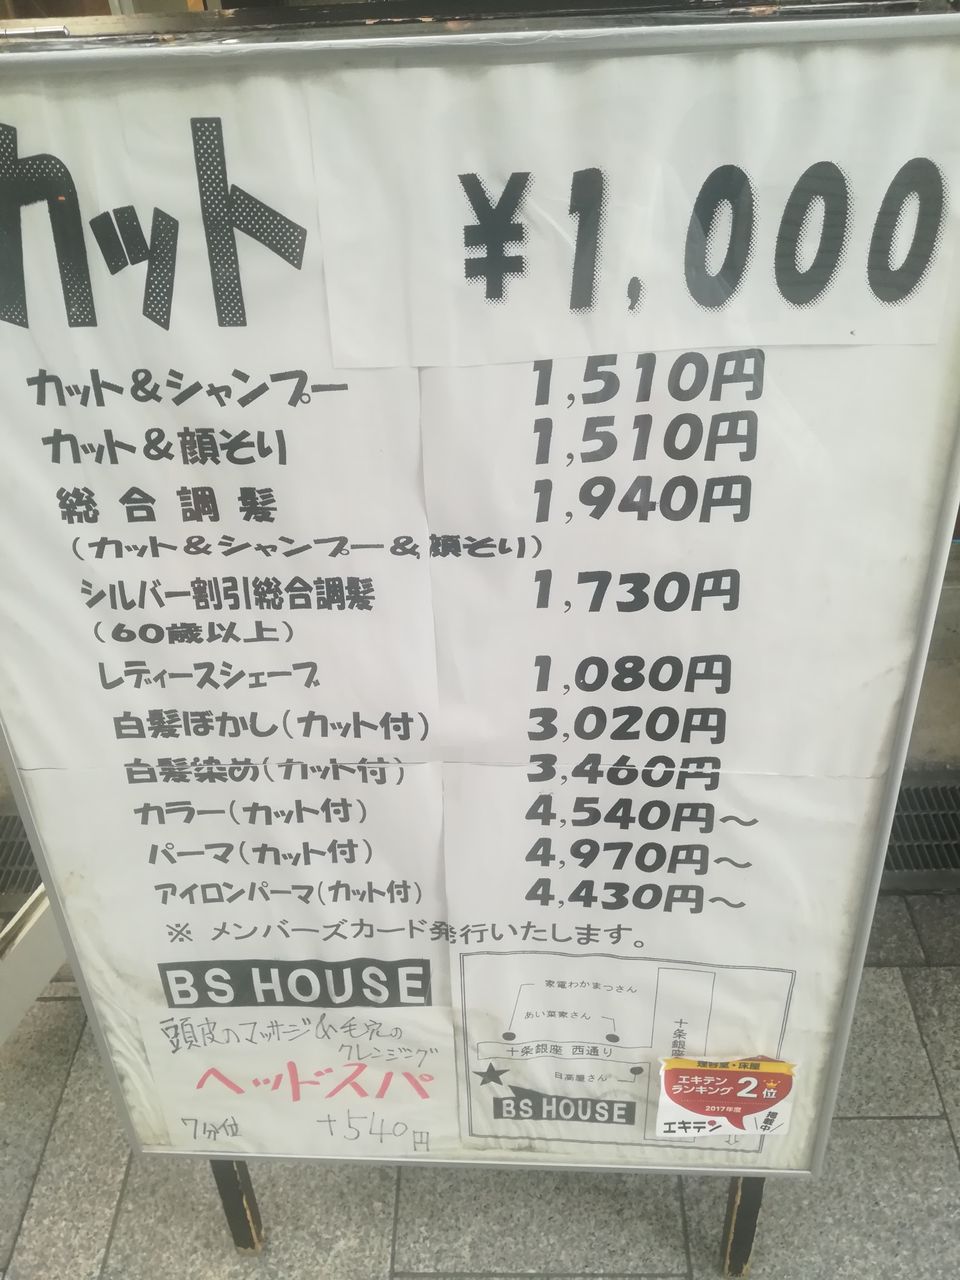 カット ¥1,000
カット&シャンプー 1,510円
カット&顔そり 1,510円
総合調髪 1,940円
(カット&シャンプー&顔そり)
シルバー割引総合調髪 1,730円
(60歳以上)
レディースシェーブ 1,080円
白髪ぼかし(カット付) 3,020円
白髪染め(カット付) 3,460円
カラー(カット付) 4,540円～
パーマ(カット付) 4,970円～
アイロンパーマ(カット付) 4,430円～
※ メンバーズカード発行いたします。
BS HOUSE
頭皮のマッサージ&毛穴の
クレンジング
ヘッドスパ
7分位 +540円
家電わかまつさん
あい菜家さん
十条銀座 西通り
日高屋さん
BS HOUSE
十条銀座
理容室・床屋
エキテン
ランキング 2位
2017年度
エキテン
掲載中